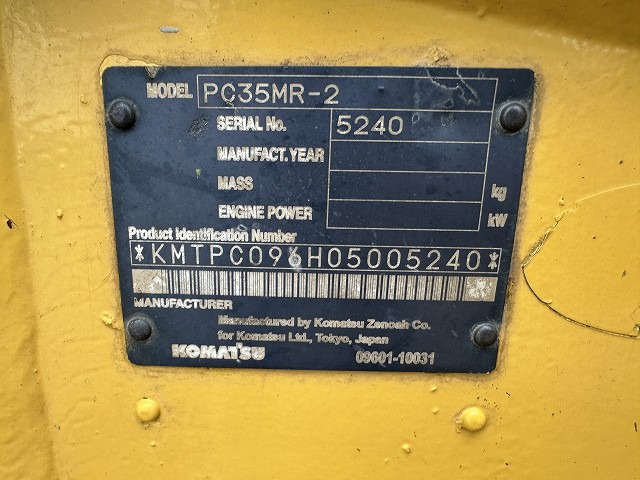 MODEL PC35MR-2
SERIAL No. 5240
MANUFACT. YEAR
MASS kg
ENGINE POWER kW
Product Identification Number
*KMTPC096H05005240*
MANUFACTURER
Manufactured by Komatsu Zenoah Co.
for Komatsu Ltd., Tokyo, Japan
KOMATSU 09601-10031